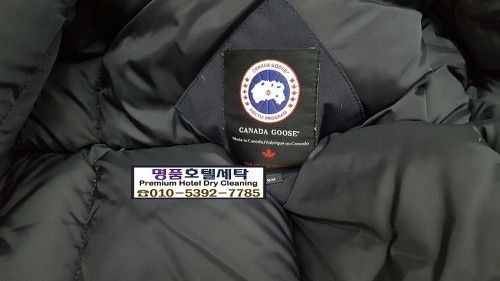 CANADA GOOSE
ARCTIC PROGRAM
CANADA GOOSE®
Made in Canada/Fabriqué au Canada
명품호텔세탁
Premium Hotel Dry Cleaning
☎010-5392-7785